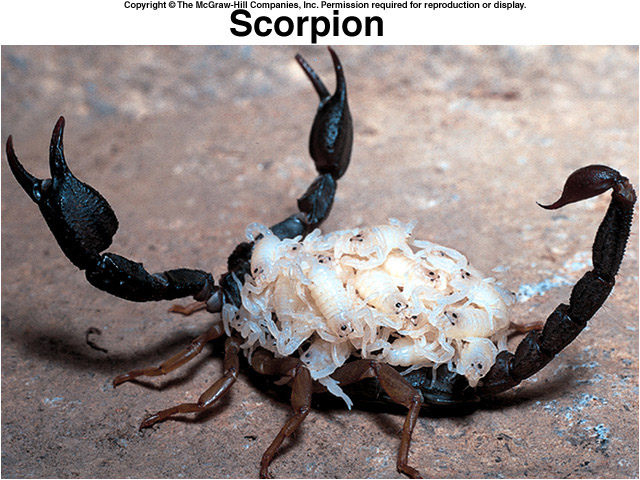 Copyright © The McGraw-Hill Companies, Inc. Permission required for reproduction or display.
Scorpion